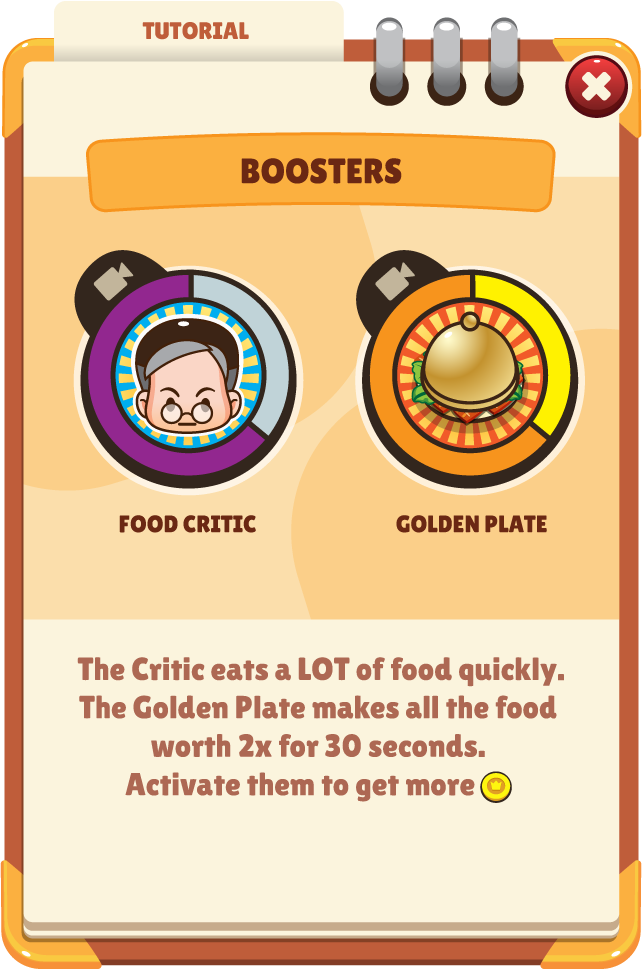 TUTORIAL
BOOSTERS
FOOD CRITIC
GOLDEN PLATE
The Critic eats a LOT of food quickly.
The Golden Plate makes all the food
worth 2x for 30 seconds.
Activate them to get more